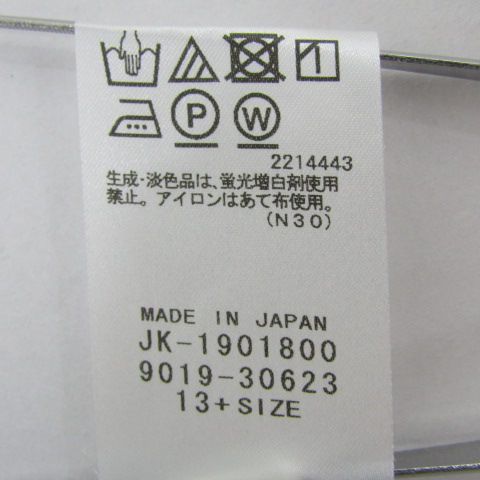 P W
2214443
生成・淡色品は、蛍光増白剤使用
禁止。アイロンはあて布使用。
(N30)
MADE IN JAPAN
JK-1901800
9019-30623
13+SIZE